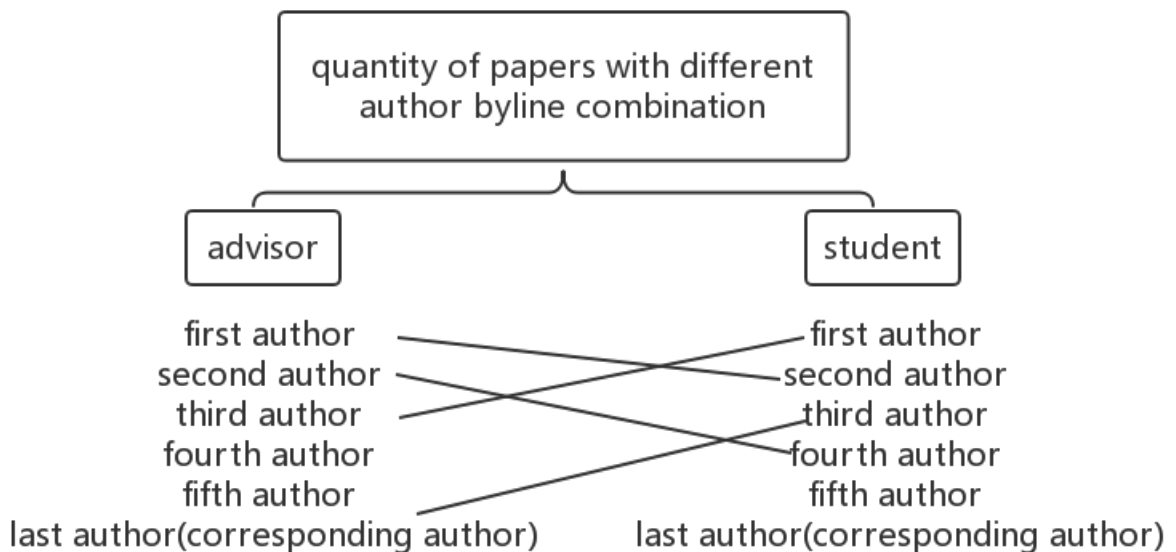 quantity of papers with different
author byline combination
advisor
student
first author
second author
third author
fourth author
fifth author
last author(corresponding author)
first author
second author
third author
fourth author
fifth author
last author(corresponding author)